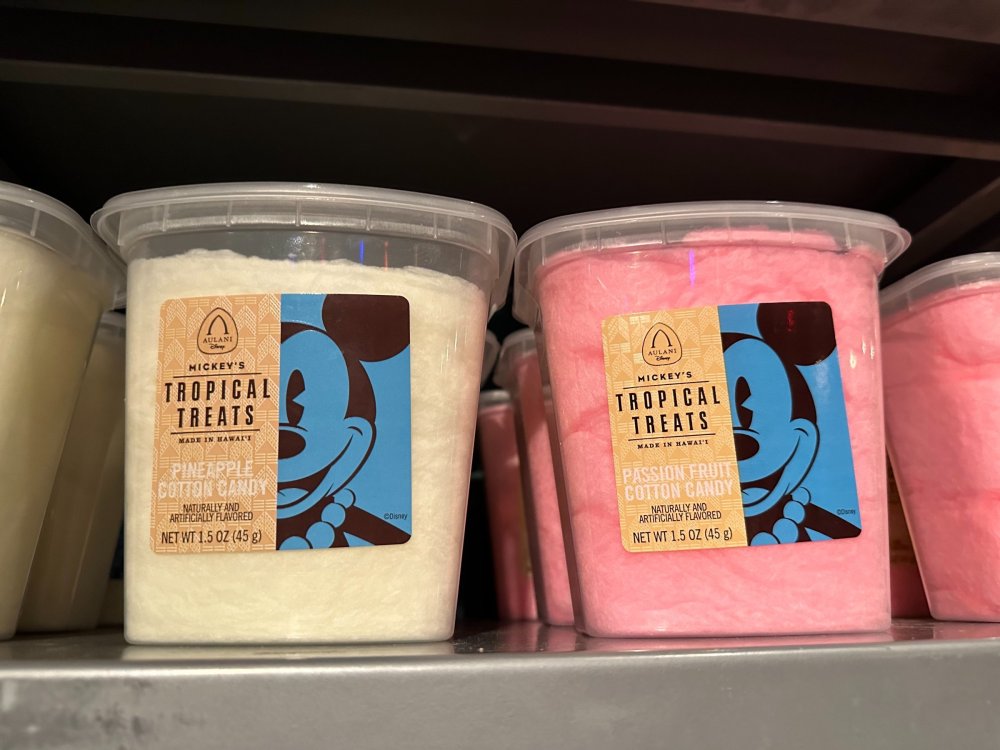 AULANI
Disney
MICKEY'S
TROPICAL
TREATS
MADE IN HAWAI'I
PINEAPPLE
COTTON CANDY
NATURALLY AND
ARTIFICIALLY FLAVORED
NET WT 1.5 OZ (45 g)
©Disney
AULANI
Disney
MICKEY'S
TROPICAL
TREATS
MADE IN HAWAI'I
PASSION FRUIT
COTTON CANDY
NATURALLY AND
ARTIFICIALLY FLAVORED
NET WT 1.5 OZ (45 g)
©Disney